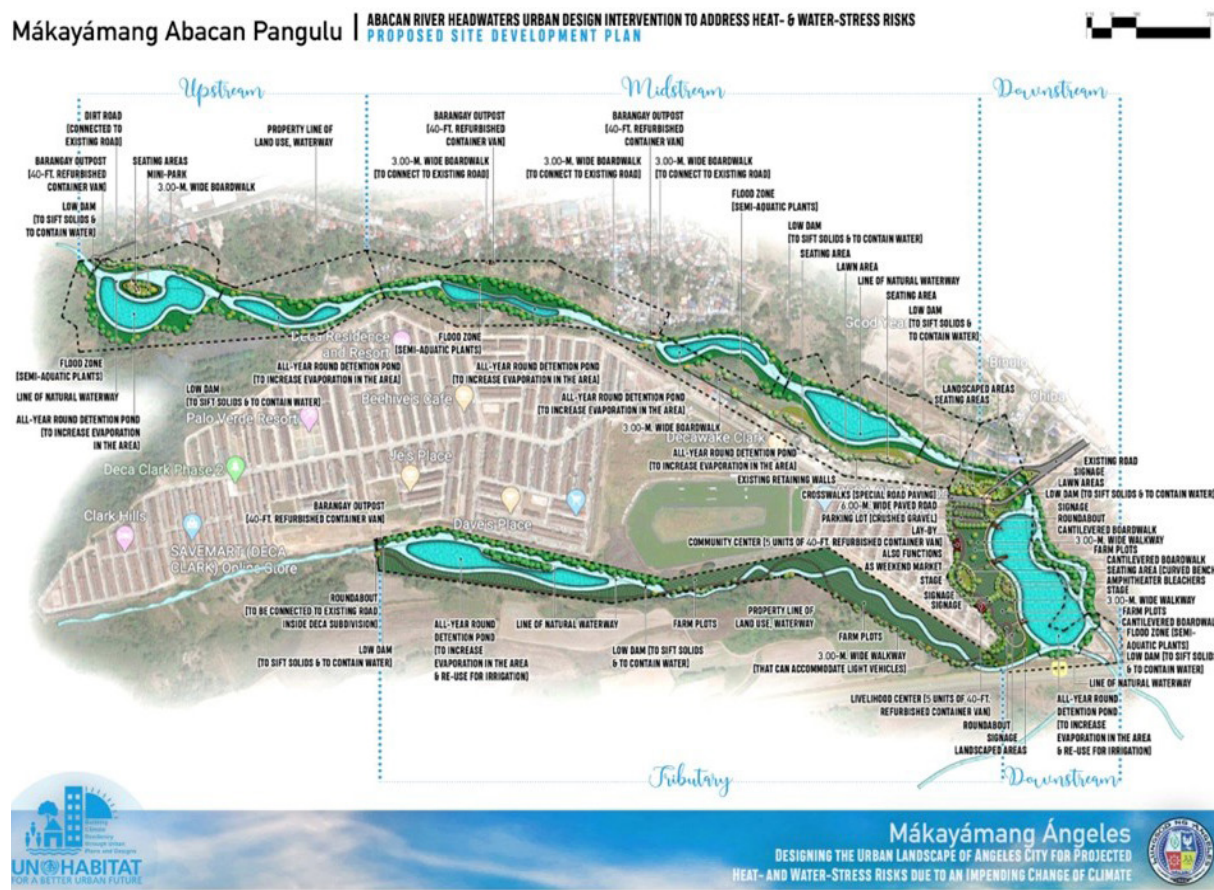 Mákayámang Abacan Pangulu
ABACAN RIVER HEADWATERS URBAN DESIGN INTERVENTION TO ADDRESS HEAT- & WATER-STRESS RISKS
PROPOSED SITE DEVELOPMENT PLAN
Upstream
Midstream
Downstream
DIRT ROAD
[CONNECTED TO
EXISTING ROAD]
BARANGAY OUTPOST
[40-FT. REFURBISHED
CONTAINER VAN]
SEATING AREAS
MINI-PARK
3.00-M. WIDE BOARDWALK
LOW DAM
[TO SIFT SOLIDS &
TO CONTAIN WATER]
PROPERTY LINE OF
LAND USE, WATERWAY
BARANGAY OUTPOST
[40-FT. REFURBISHED
CONTAINER VAN]
3.00-M. WIDE BOARDWALK
[TO CONNECT TO EXISTING ROAD]
BARANGAY OUTPOST
[40-FT. REFURBISHED
CONTAINER VAN]
3.00-M. WIDE BOARDWALK
[TO CONNECT TO EXISTING ROAD]
3.00-M. WIDE BOARDWALK
[TO CONNECT TO EXISTING ROAD]
FLOOD ZONE
[SEMI-AQUATIC PLANTS]
LOW DAM
[TO SIFT SOLIDS & TO CONTAIN WATER]
SEATING AREA
LAWN AREA
LINE OF NATURAL WATERWAY
SEATING AREA
LOW DAM
[TO SIFT SOLIDS &
TO CONTAIN WATER]
LANDSCAPED AREAS
SEATING AREAS
FLOOD ZONE
[SEMI-AQUATIC PLANTS]
LINE OF NATURAL WATERWAY
ALL-YEAR ROUND DETENTION POND
[TO INCREASE EVAPORATION
IN THE AREA]
LOW DAM
[TO SIFT SOLIDS & TO CONTAIN WATER]
Deca Residence
and Resort
ALL-YEAR ROUND DETENTION POND
[TO INCREASE EVAPORATION IN THE AREA]
FLOOD ZONE
[SEMI-AQUATIC PLANTS]
ALL-YEAR ROUND DETENTION POND
[TO INCREASE EVAPORATION IN THE AREA]
ALL-YEAR ROUND DETENTION POND
[TO INCREASE EVAPORATION IN THE AREA]
3.00-M. WIDE BOARDWALK
Decawake Clark
ALL-YEAR ROUND DETENTION POND
[TO INCREASE EVAPORATION IN THE AREA]
EXISTING RETAINING WALLS
Palo Verde Resort
Beehive's Cafe
Je's Place
Dave's Place
Deca Clark Phase 2
Clark Hills
SAVEMART (DECA
CLARK) Online Store
BARANGAY OUTPOST
[40-FT. REFURBISHED CONTAINER VAN]
CROSSWALKS [SPECIAL ROAD PAVING]
6.00-M. WIDE PAVED ROAD
PARKING LOT [CRUSHED GRAVEL]
LAY-BY
COMMUNITY CENTER [5 UNITS OF 40-FT. REFURBISHED CONTAINER VAN]
ALSO FUNCTIONS
AS WEEKEND MARKET
STAGE
SIGNAGE
SIGNAGE
EXISTING ROAD
SIGNAGE
LAWN AREAS
LOW DAM [TO SIFT SOLIDS & TO CONTAIN WATER]
SIGNAGE
ROUNDABOUT
CANTILEVERED BOARDWALK
3.00-M. WIDE WALKWAY
FARM PLOTS
CANTILEVERED BOARDWALK
SEATING AREA [CURVED BENCH
AMPHITEATER BLEACHERS
STAGE
3.00-M. WIDE WALKWAY
FARM PLOTS
CANTILEVERED BOARDWAL
FLOOD ZONE [SEMI-
AQUATIC PLANTS]
LOW DAM [TO SIFT SOLIDS
& TO CONTAIN WATER]
LINE OF NATURAL WATERWAY
ROUNDABOUT
[TO BE CONNECTED TO EXISTING ROAD
INSIDE DECA SUBDIVISION]
LOW DAM
[TO SIFT SOLIDS & TO CONTAIN WATER]
ALL-YEAR ROUND
DETENTION POND
[TO INCREASE
EVAPORATION IN THE AREA
& RE-USE FOR IRRIGATION]
LINE OF NATURAL WATERWAY
LOW DAM [TO SIFT SOLIDS
& TO CONTAIN WATER]
FARM PLOTS
PROPERTY LINE OF
LAND USE, WATERWAY
FARM PLOTS
3.00-M. WIDE WALKWAY
[THAT CAN ACCOMMODATE LIGHT VEHICLES]
LIVELIHOOD CENTER [5 UNITS OF 40-FT.
REFURBISHED CONTAINER VAN]
ROUNDABOUT
SIGNAGE
LANDSCAPED AREAS
ALL-YEAR ROUND
DETENTION POND
[TO INCREASE
EVAPORATION IN THE AREA
& RE-USE FOR IRRIGATION]
Tributary
Downstream
Building
Climate
Resiliency
through Urban
Plans and Designs
UN HABITAT
FOR A BETTER URBAN FUTURE
Mákayámang Ángeles
DESIGNING THE URBAN LANDSCAPE OF ANGELES CITY FOR PROJECTED
HEAT- AND WATER-STRESS RISKS DUE TO AN IMPENDING CHANGE OF CLIMATE